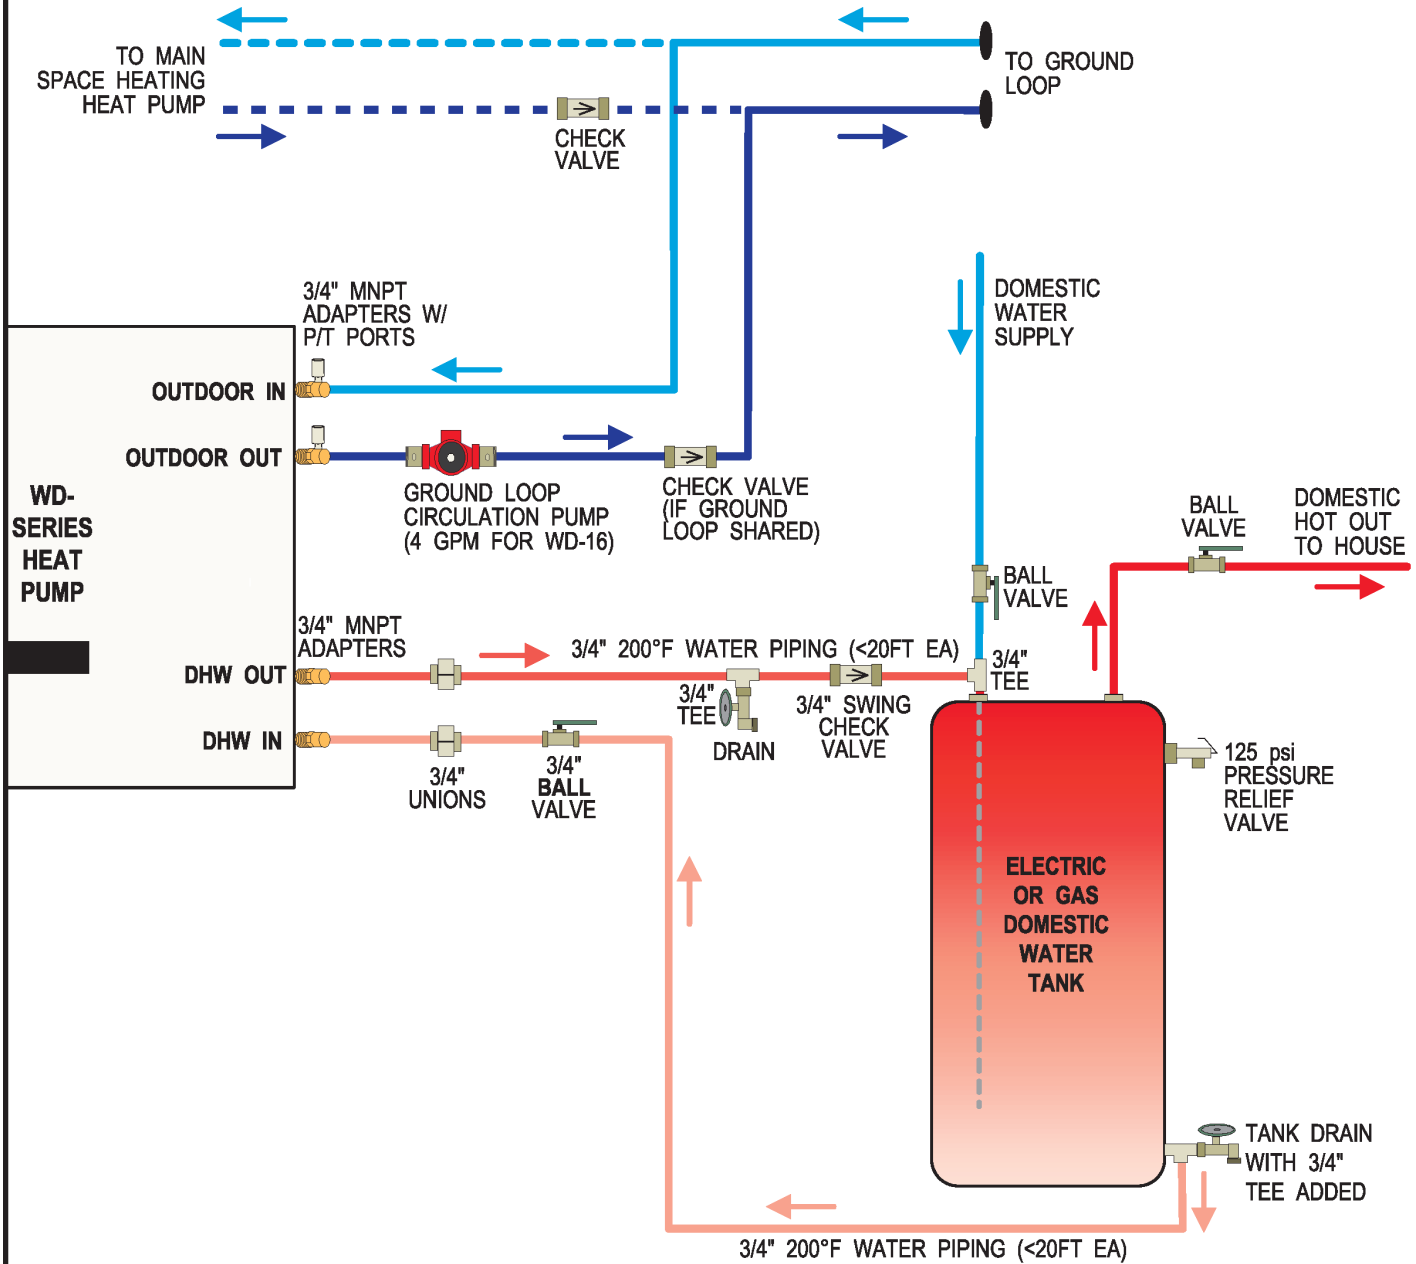 TO MAIN
SPACE HEATING
HEAT PUMP
TO GROUND
LOOP
CHECK
VALVE
3/4" MNPT
ADAPTERS W/
P/T PORTS
DOMESTIC
WATER
SUPPLY
OUTDOOR IN
OUTDOOR OUT
WD-
SERIES
HEAT
PUMP
GROUND LOOP
CIRCULATION PUMP
(4 GPM FOR WD-16)
CHECK VALVE
(IF GROUND
LOOP SHARED)
BALL
VALVE
DOMESTIC
HOT OUT
TO HOUSE
BALL
VALVE
3/4" MNPT
ADAPTERS
3/4" 200°F WATER PIPING (<20FT EA)
3/4"
TEE
DHW OUT
3/4"
TEE
DRAIN
3/4" SWING
CHECK
VALVE
DHW IN
3/4"
UNIONS
3/4"
BALL
VALVE
125 psi
PRESSURE
RELIEF
VALVE
ELECTRIC
OR GAS
DOMESTIC
WATER
TANK
TANK DRAIN
WITH 3/4"
TEE ADDED
3/4" 200°F WATER PIPING (<20FT EA)